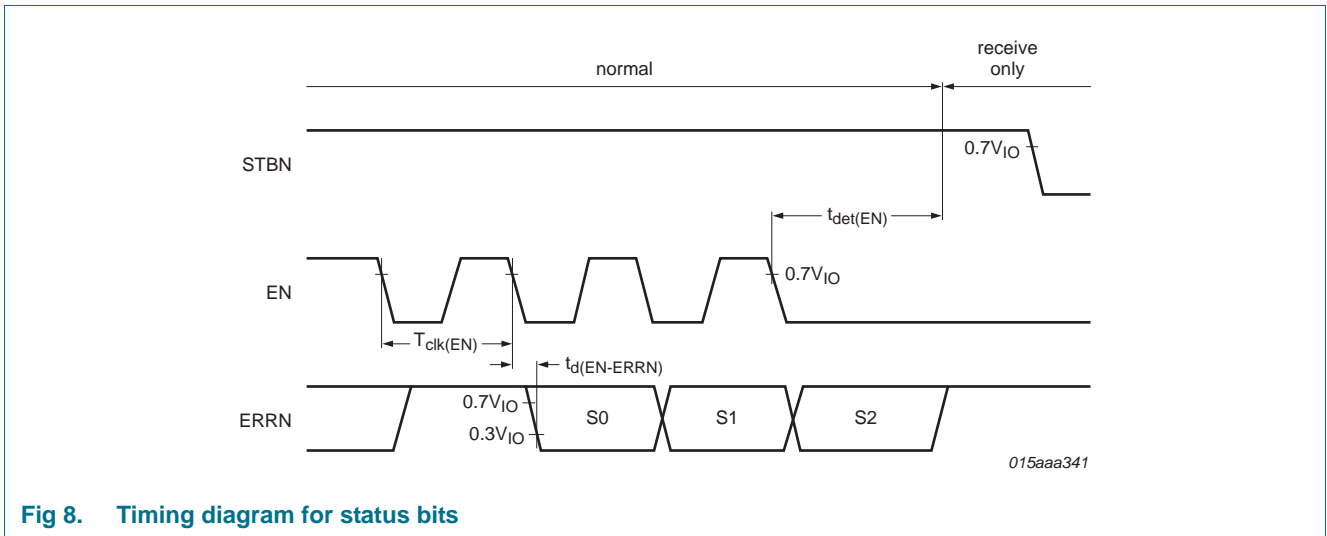 receive
only
normal
STBN
0.7VIO
tdet(EN)
EN
0.7VIO
Tclk(EN)
td(EN-ERRN)
ERRN
0.7VIO
0.3VIO
S0
S1
S2
015aaa341
Fig 8. Timing diagram for status bits